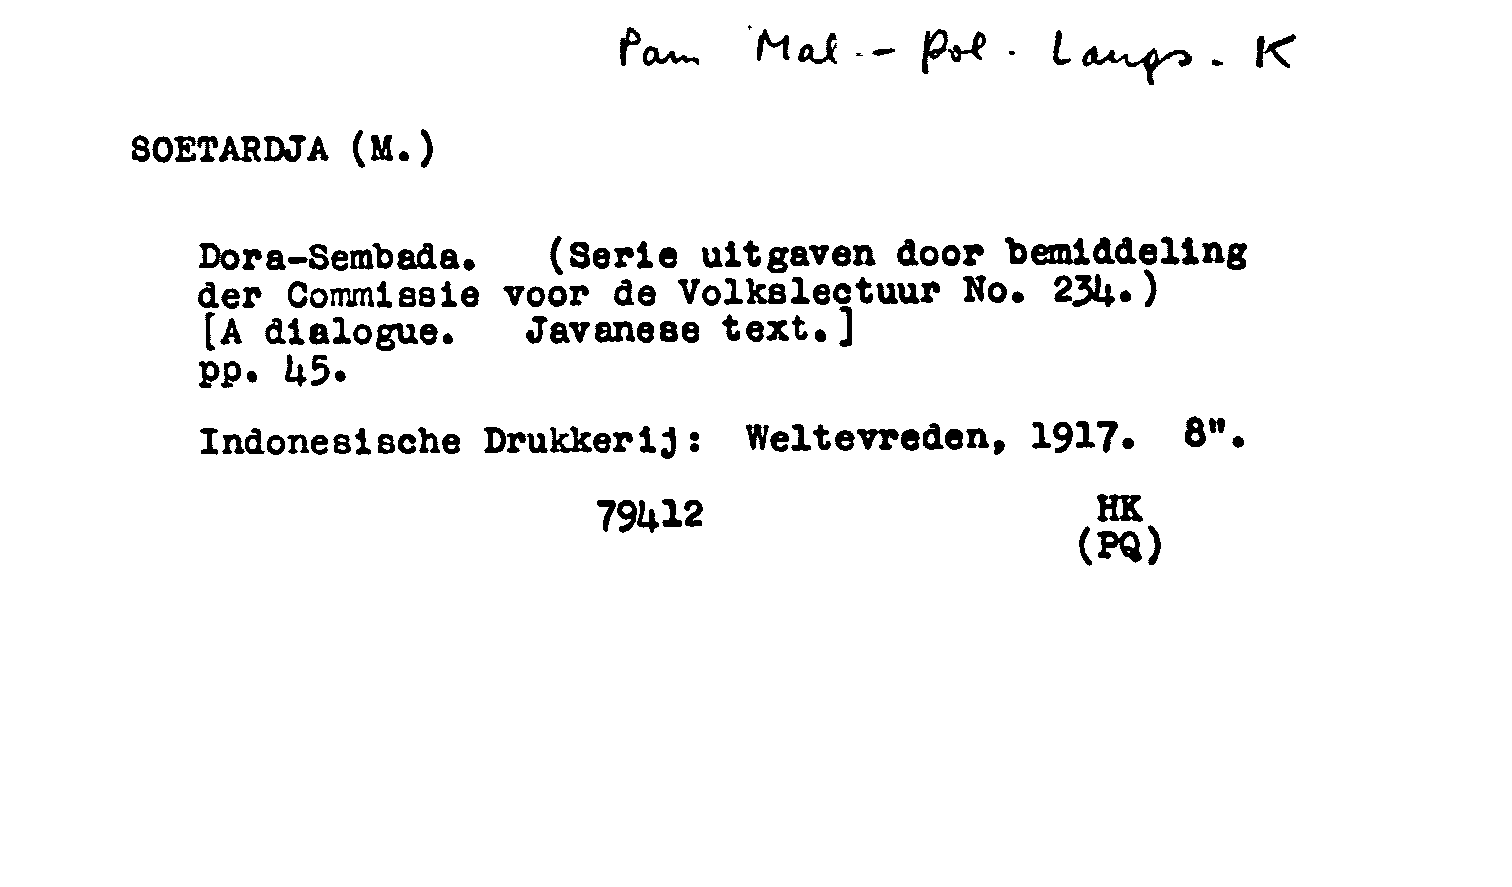 Pam Mal.-Pol. Langs. K
SOETARDJA (M.)
Dora-Sembada. (Serie uitgaven door bemiddeling
der Commissie voor de Volkslectuur No. 234.)
[A dialogue. Javanese text.]
pp. 45.
Indonesische Drukkerij: Weltevreden, 1917. 8".
79412 HK
(PQ)